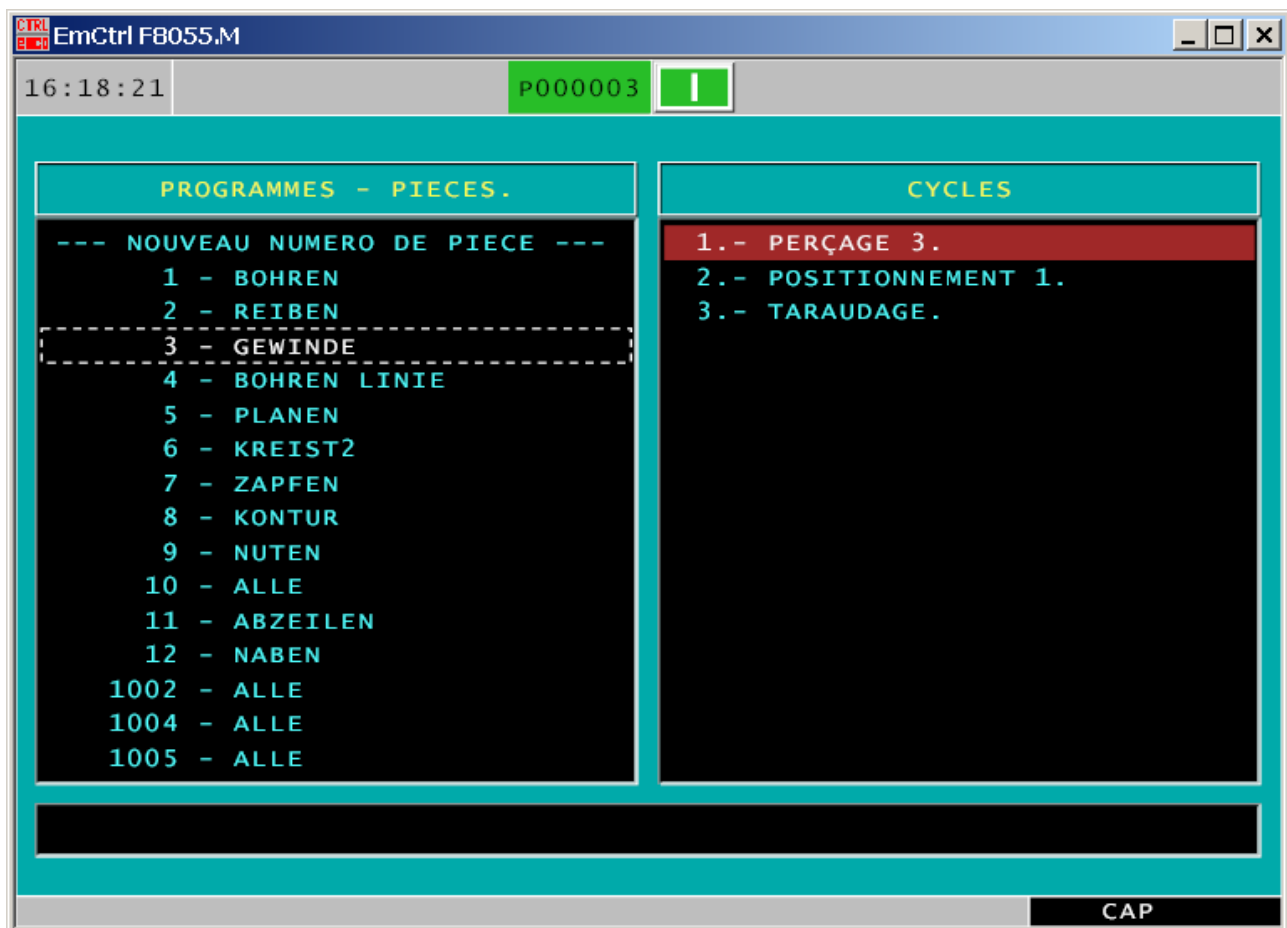 CTRL
EmCtrl F8055.M
16:18:21
P000003
PROGRAMMES - PIECES.
--- NOUVEAU NUMERO DE PIECE ---
1 - BOHREN
2 - REIBEN
3 - GEWINDE
4 - BOHREN LINIE
5 - PLANEN
6 - KREIST2
7 - ZAPFEN
8 - KONTUR
9 - NUTEN
10 - ALLE
11 - ABZEILEN
12 - NABEN
1002 - ALLE
1004 - ALLE
1005 - ALLE
CYCLES
1.- PERÇAGE 3.
2.- POSITIONNEMENT 1.
3.- TARAUDAGE.
CAP